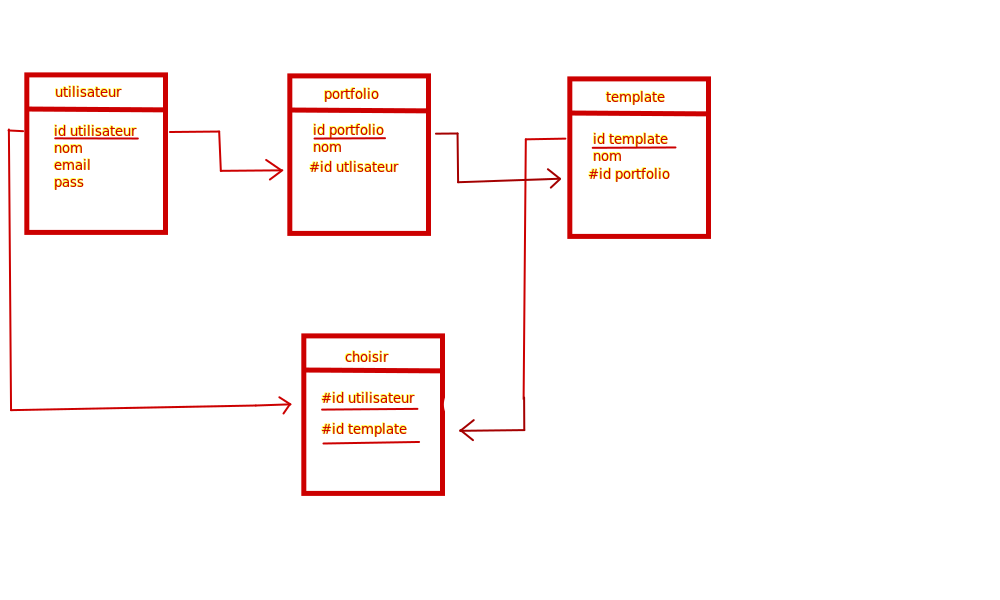 utilisateur
id utilisateur
nom
email
pass
portfolio
id portfolio
nom
#id utlisateur
template
id template
nom
#id portfolio
choisir
#id utilisateur
#id template